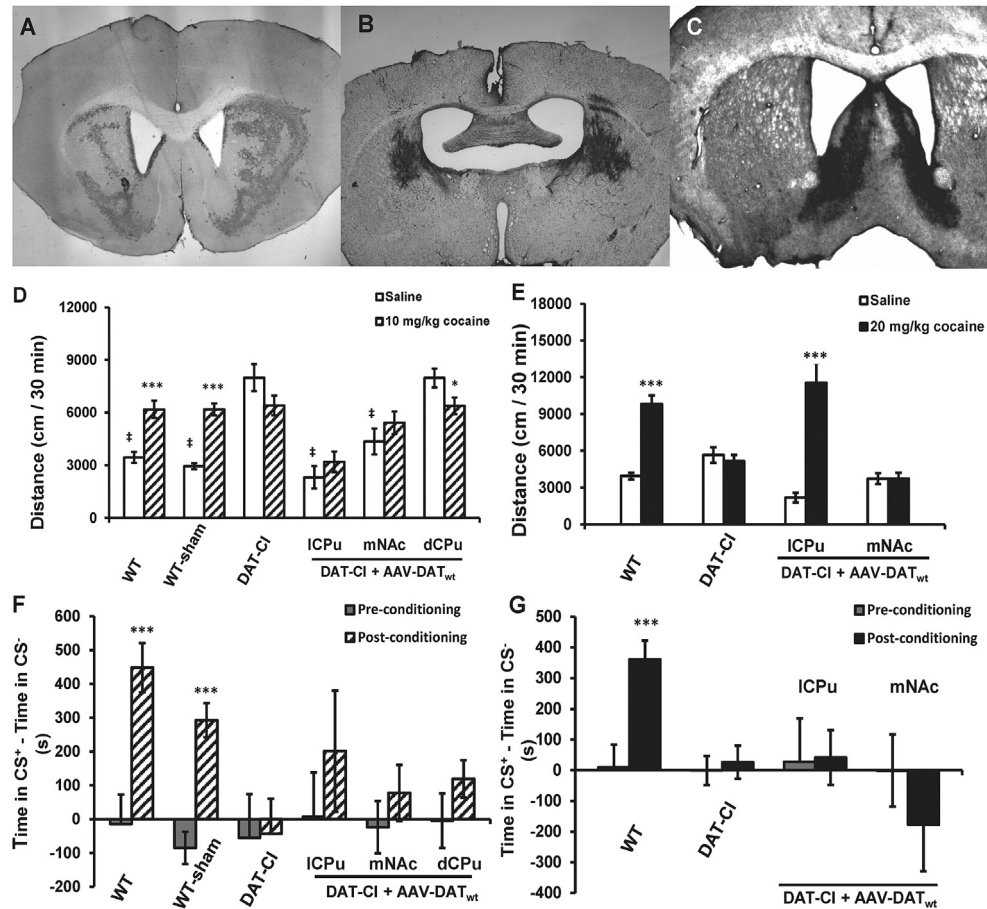 A
B
C
D
12000
9000
6000
3000
0
Distance (cm / 30 min)
Saline
10 mg/kg cocaine
‡
***
‡
***
‡
‡
*
WT
WT-sham
DAT-CI
lCPu
mNAc
dCPu
DAT-CI + AAV-DATwt
E
18000
15000
12000
9000
6000
3000
0
Distance (cm / 30 min)
Saline
20 mg/kg cocaine
***
***
WT
DAT-CI
lCPu
mNAc
DAT-CI + AAV-DATwt
F
600
500
400
300
200
100
0
-100
-200
Time in CS+ - Time in CS-
(s)
Pre-conditioning
Post-conditioning
***
***
WT
WT-sham
DAT-CI
lCPu
mNAc
dCPu
DAT-CI + AAV-DATwt
G
500
400
300
200
100
0
-100
-200
-300
-400
Time in CS+ - Time in CS-
(s)
Pre-conditioning
Post-conditioning
***
lCPu
mNAc
WT
DAT-CI
DAT-CI + AAV-DATwt